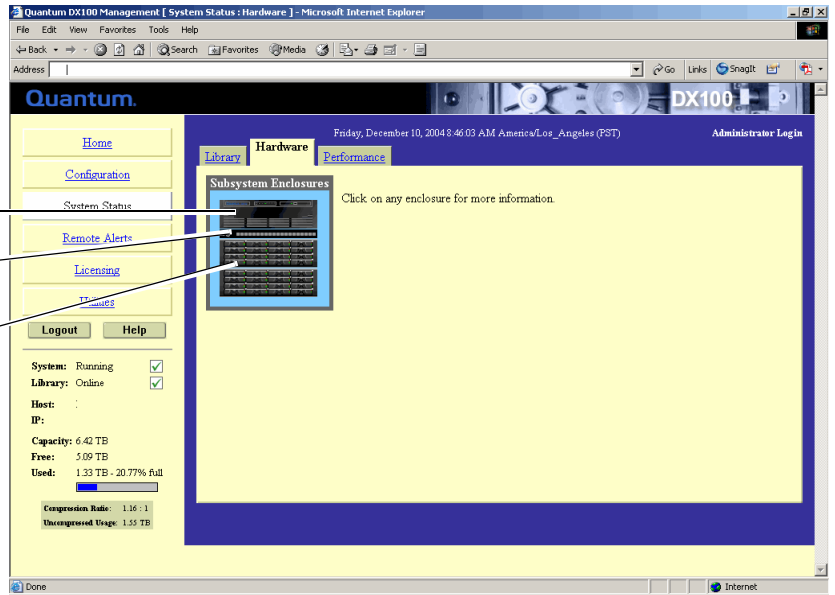 Quantum DX100 Management [ System Status : Hardware ] - Microsoft Internet Explorer
File Edit View Favorites Tools Help
Back Search Favorites Media
Address Go Links SnagIt
Quantum. DX100
Friday, December 10, 2004 8:46:03 AM America/Los_Angeles (PST) Administrator Login
Home
Configuration
System Status
Remote Alerts
Licensing
Utilities
Logout Help
System: Running
Library: Online
Host: :
IP:
Capacity: 6.42 TB
Free: 5.09 TB
Used: 1.33 TB - 20.77% full
Compression Ratio: 1.16 : 1
Uncompressed Usage: 1.55 TB
Library Hardware Performance
Subsystem Enclosures
Click on any enclosure for more information.
Done Internet